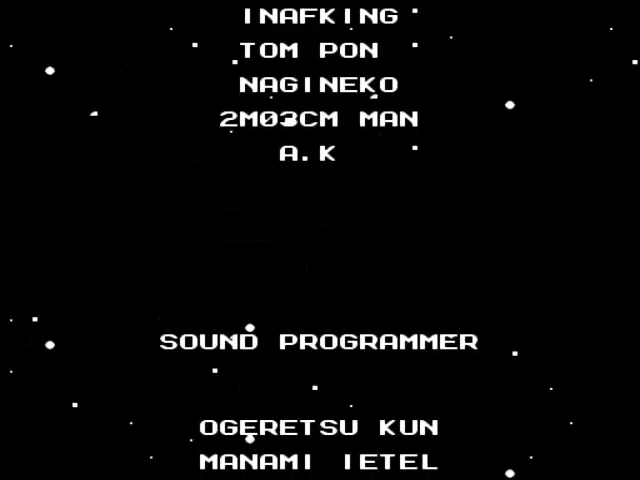 INAFKING
TOM PON
NAGINEKO
2M03CM MAN
A.K
SOUND PROGRAMMER
OGERETSU KUN
MANAMI IETEL